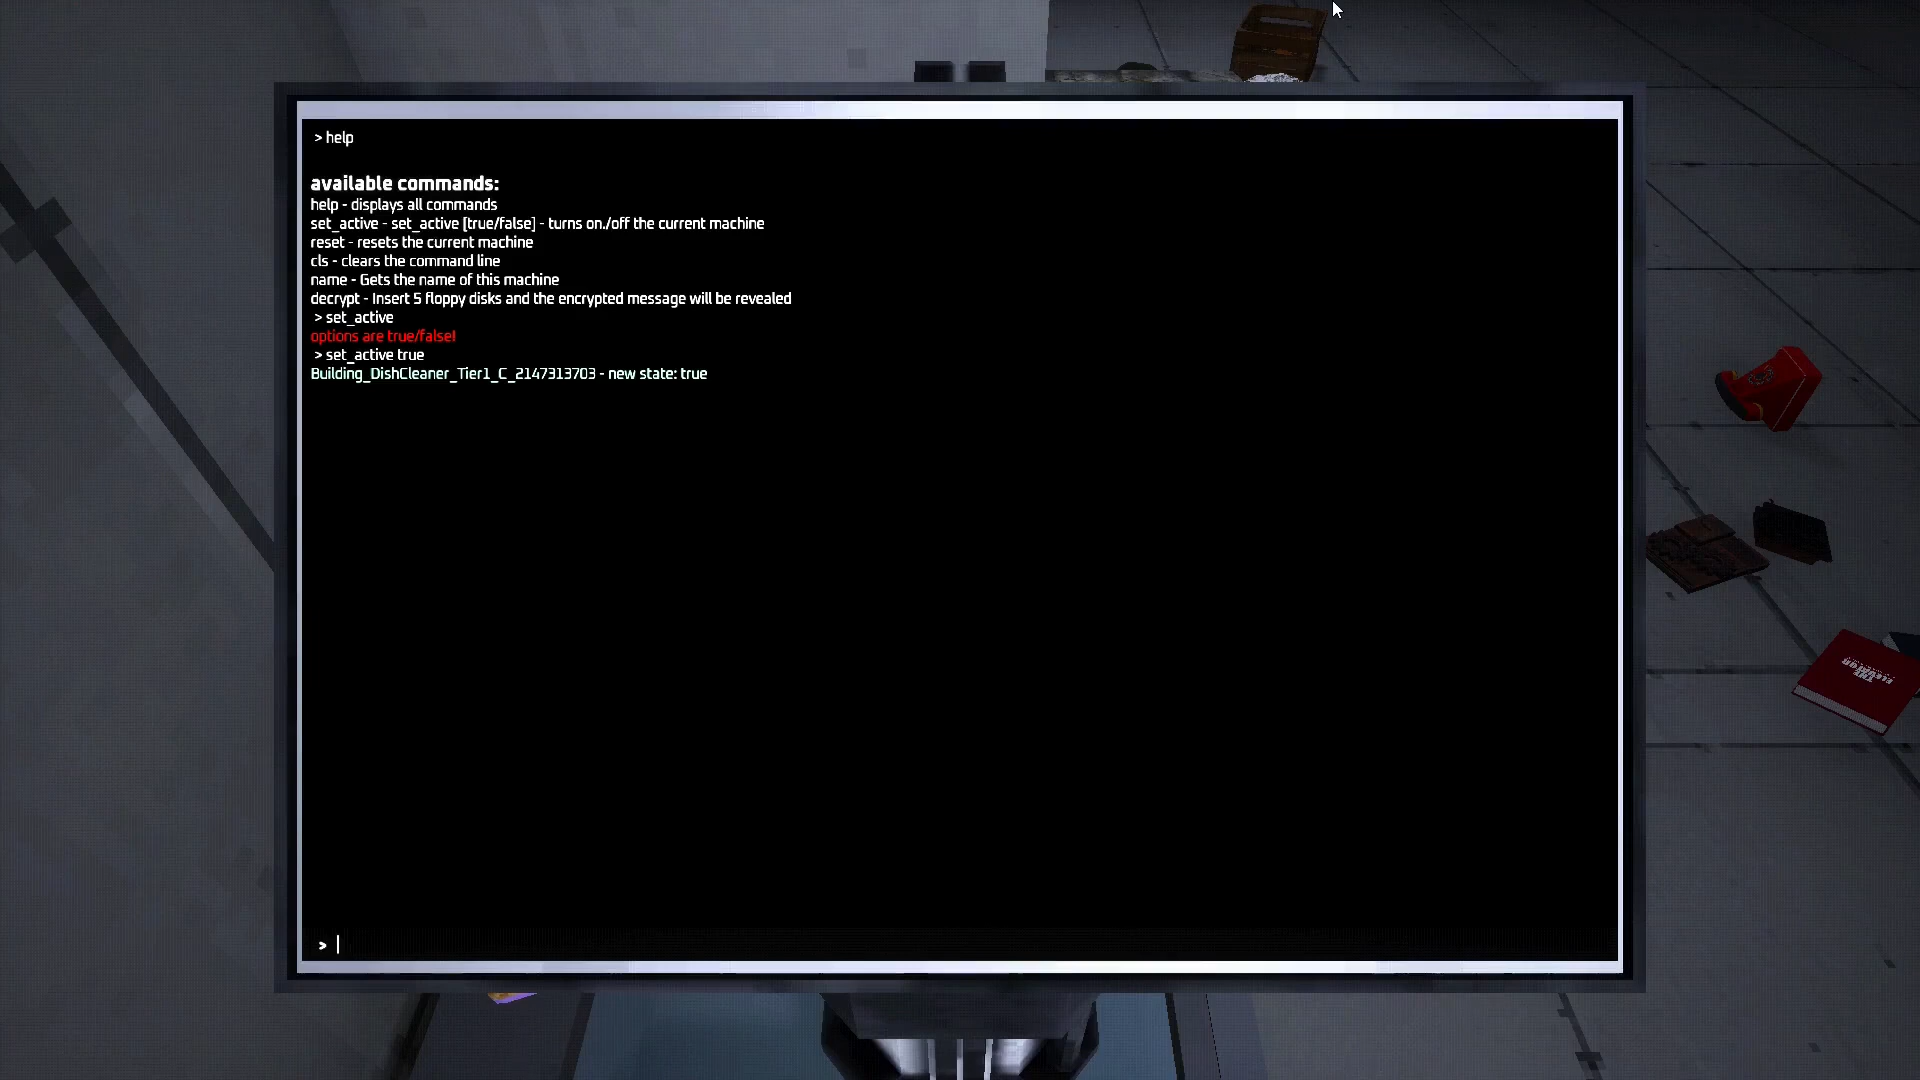 > help
available commands:
help - displays all commands
set_active - set_active [true/false] - turns on./off the current machine
reset - resets the current machine
cls - clears the command line
name - Gets the name of this machine
decrypt - Insert 5 floppy disks and the encrypted message will be revealed
> set_active
options are true/false!
> set_active true
Building_DishCleaner_Tier1_C_2147313703 - new state: true
>
THE
ELEVATOR